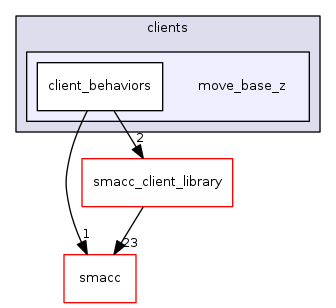 clients
client_behaviors move_base_z
2
smacc_client_library
1 23
smacc